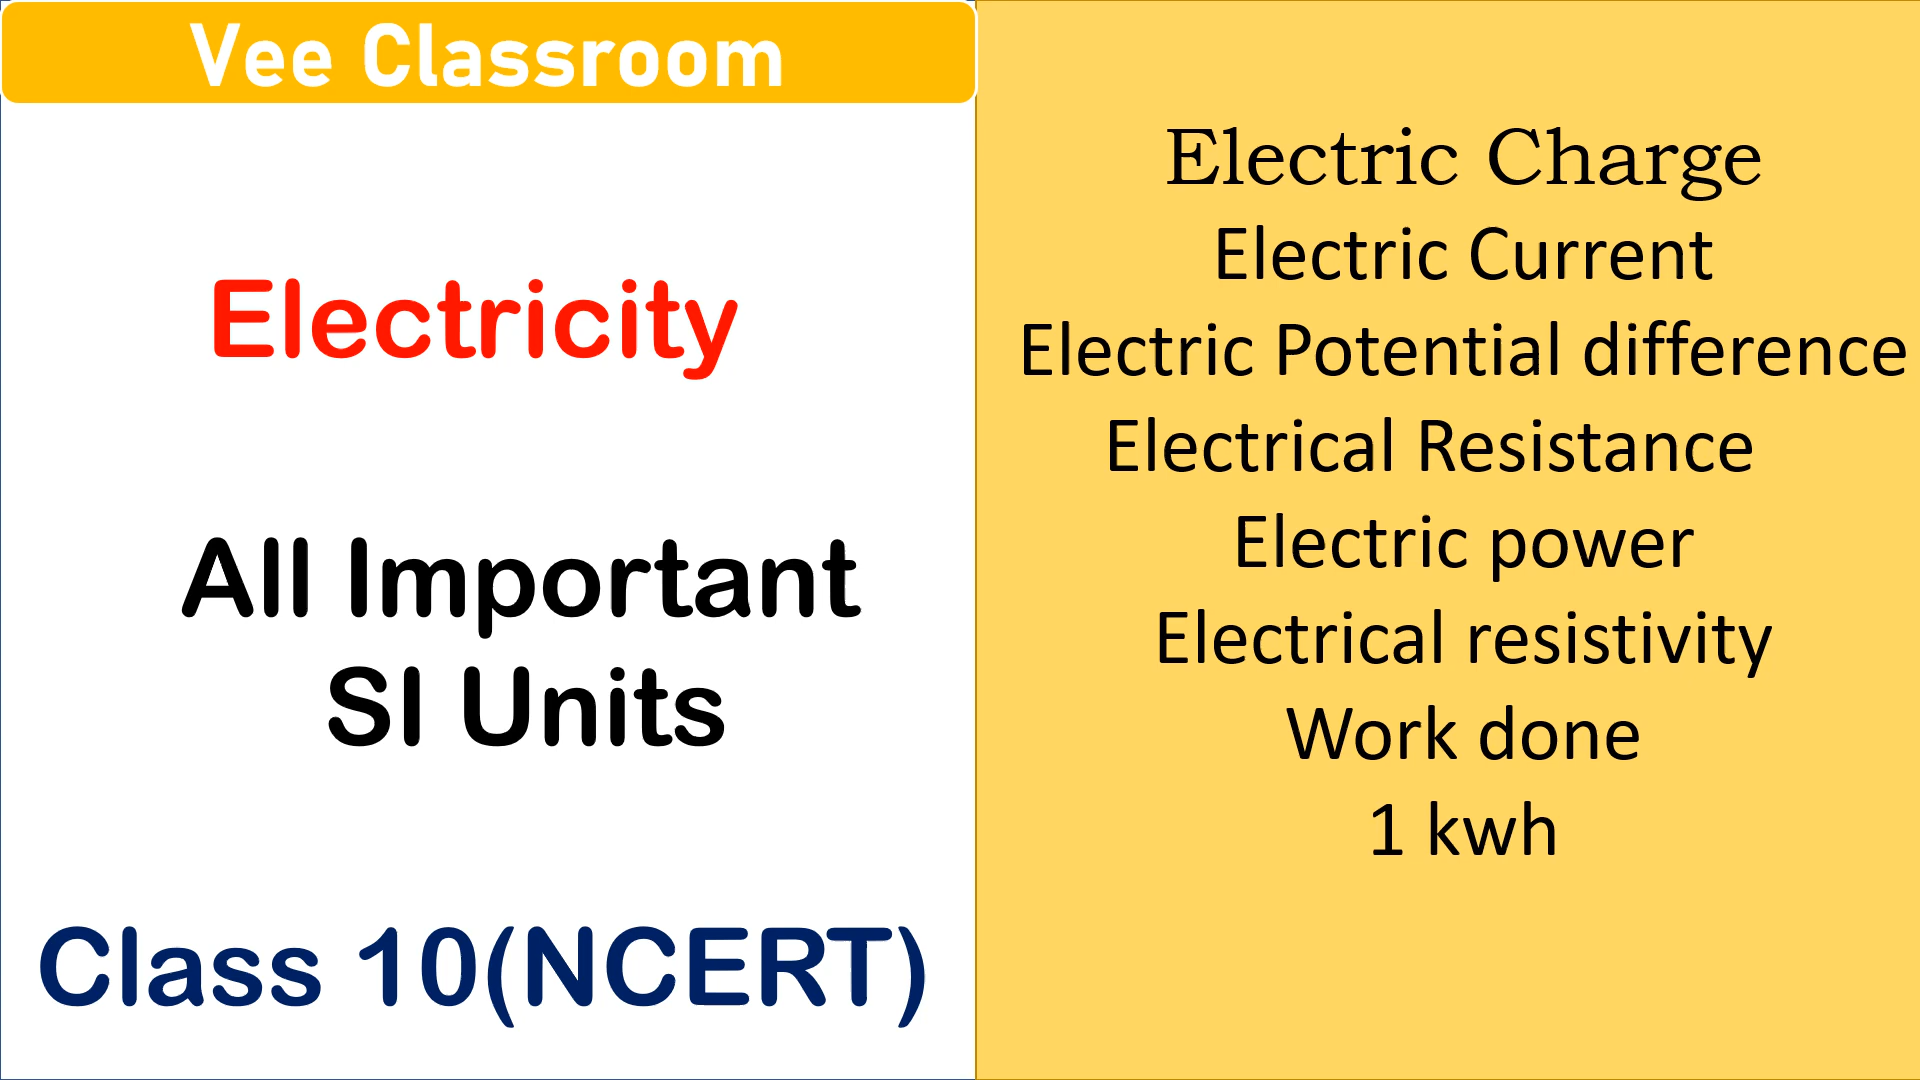 Vee Classroom
Electricity
All Important
SI Units
Class 10(NCERT)
Electric Charge
Electric Current
Electric Potential difference
Electrical Resistance
Electric power
Electrical resistivity
Work done
1 kwh